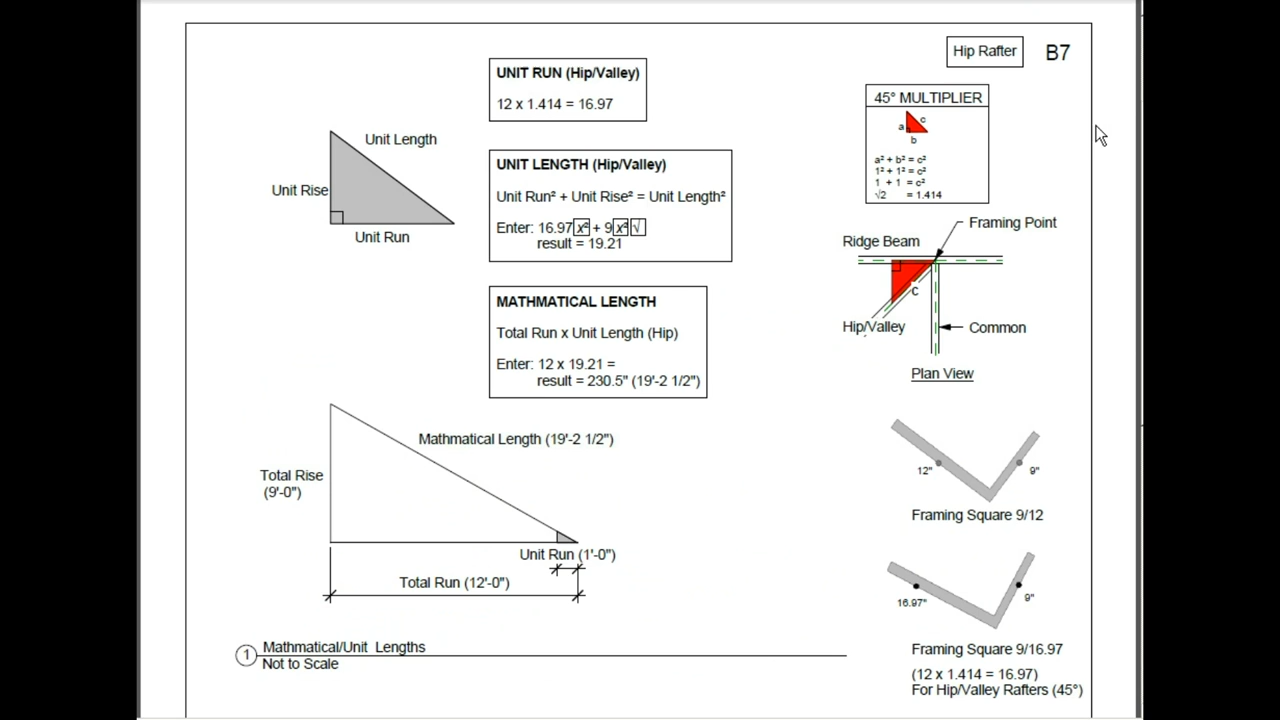 Hip Rafter
B7
UNIT RUN (Hip/Valley)
12 x 1.414 = 16.97
Unit Length
Unit Rise
Unit Run
UNIT LENGTH (Hip/Valley)
Unit Run² + Unit Rise² = Unit Length²
Enter: 16.97 x² + 9 x² √
result = 19.21
MATHMATICAL LENGTH
Total Run x Unit Length (Hip)
Enter: 12 x 19.21 =
result = 230.5" (19'-2 1/2")
45° MULTIPLIER
a
c
b
a² + b² = c²
1² + 1² = c²
1 + 1 = c²
√2 = 1.414
Framing Point
Ridge Beam
c
Hip/Valley
Common
Plan View
Mathmatical Length (19'-2 1/2")
Total Rise
(9'-0")
Unit Run (1'-0")
Total Run (12'-0")
12"
9"
Framing Square 9/12
16.97"
9"
Framing Square 9/16.97
(12 x 1.414 = 16.97)
For Hip/Valley Rafters (45°)
1
Mathmatical/Unit Lengths
Not to Scale